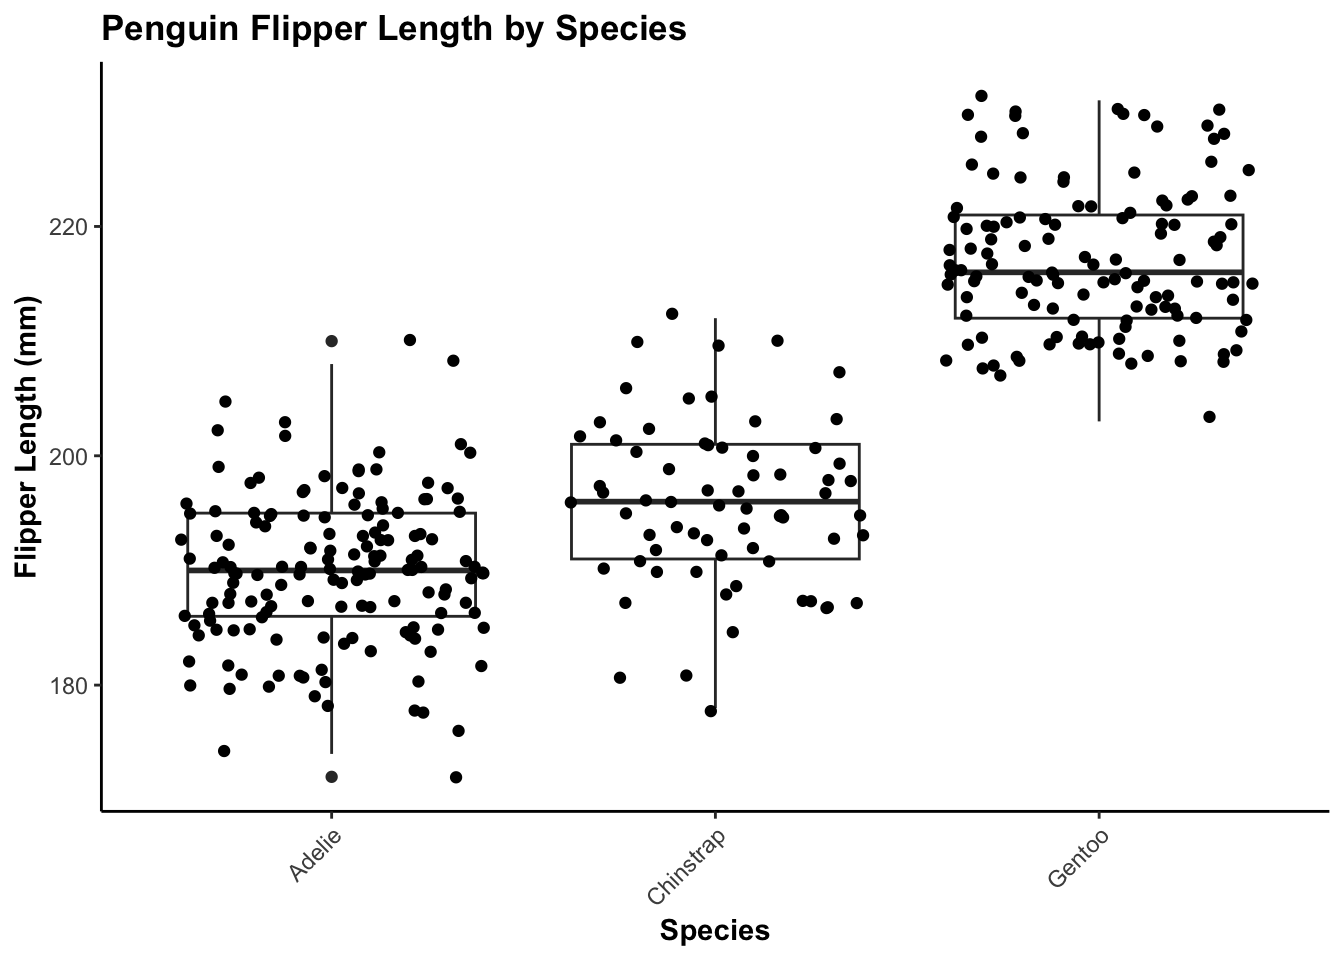 Penguin Flipper Length by Species
Flipper Length (mm)
220
200
180
Adelie
Chinstrap
Gentoo
Species